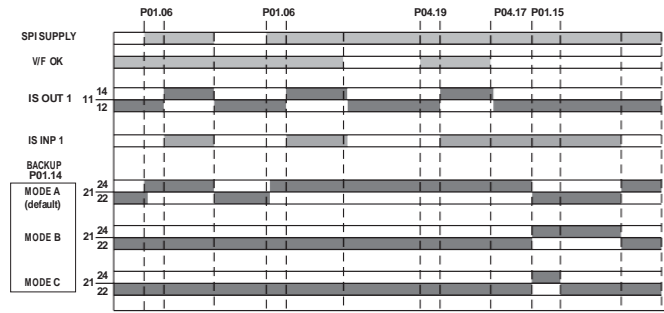 P01.06 P01.06 P04.19 P04.17 P01.15
SPI SUPPLY
V/F OK
IS OUT 1 11 14
12
IS INP 1
BACKUP
P01.14
MODE A 21 24
(default) 22
MODE B 21 24
22
MODE C 21 24
22